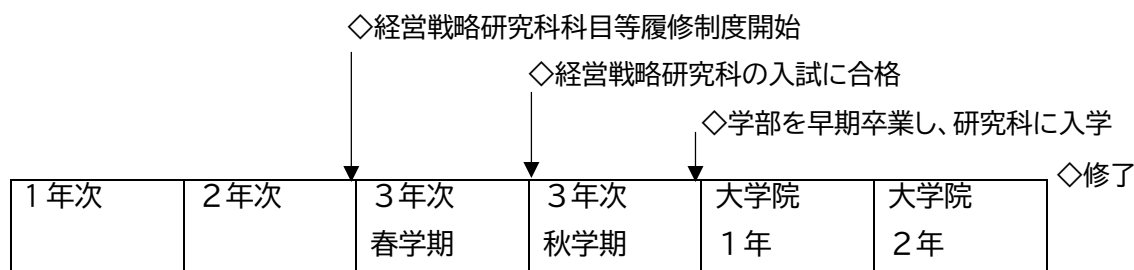 ◇経営戦略研究科科目等履修制度開始
◇経営戦略研究科の入試に合格
◇学部を早期卒業し、研究科に入学
◇修了
１年次
２年次
３年次
春学期
３年次
秋学期
大学院
１年
大学院
２年